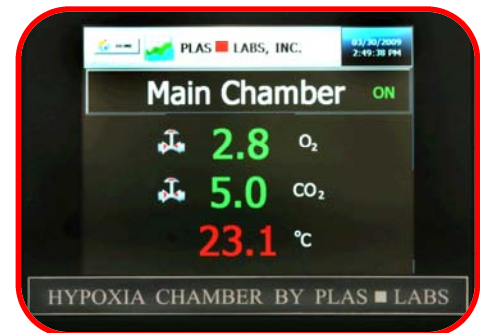 PLAS LABS, INC.
03/30/2009
2:49:38 PM
Main Chamber ON
2.8 O₂
5.0 CO₂
23.1 °C
HYPOXIA CHAMBER BY PLAS LABS